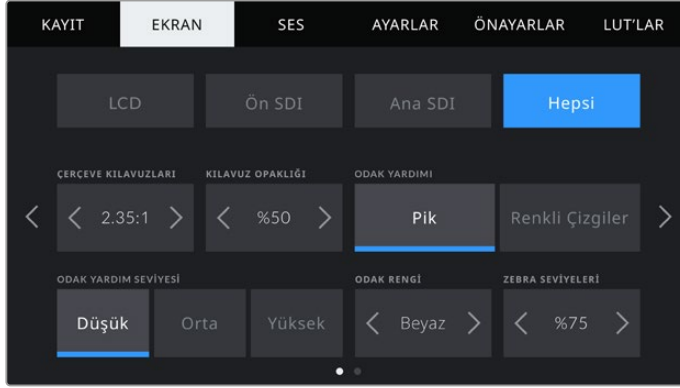 KAYIT EKRAN SES AYARLAR ÖNAYARLAR LUT'LAR
LCD Ön SDI Ana SDI Hepsi
ÇERÇEVE KILAVUZLARI KILAVUZ OPAKLIĞI ODAK YARDIMI
2.35:1 %50 Pik Renkli Çizgiler
ODAK YARDIM SEVİYESİ ODAK RENGİ ZEBRA SEVİYELERİ
Düşük Orta Yüksek Beyaz %75